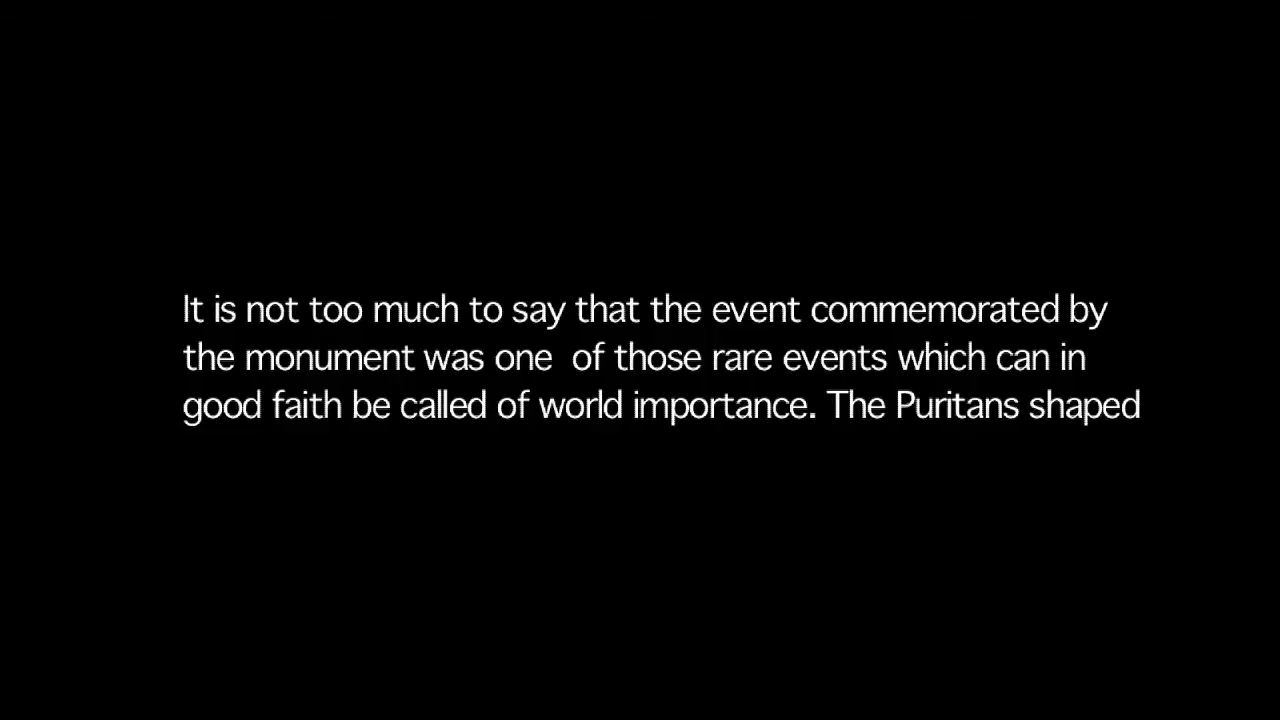 It is not too much to say that the event commemorated by
the monument was one  of those rare events which can in
good faith be called of world importance. The Puritans shaped